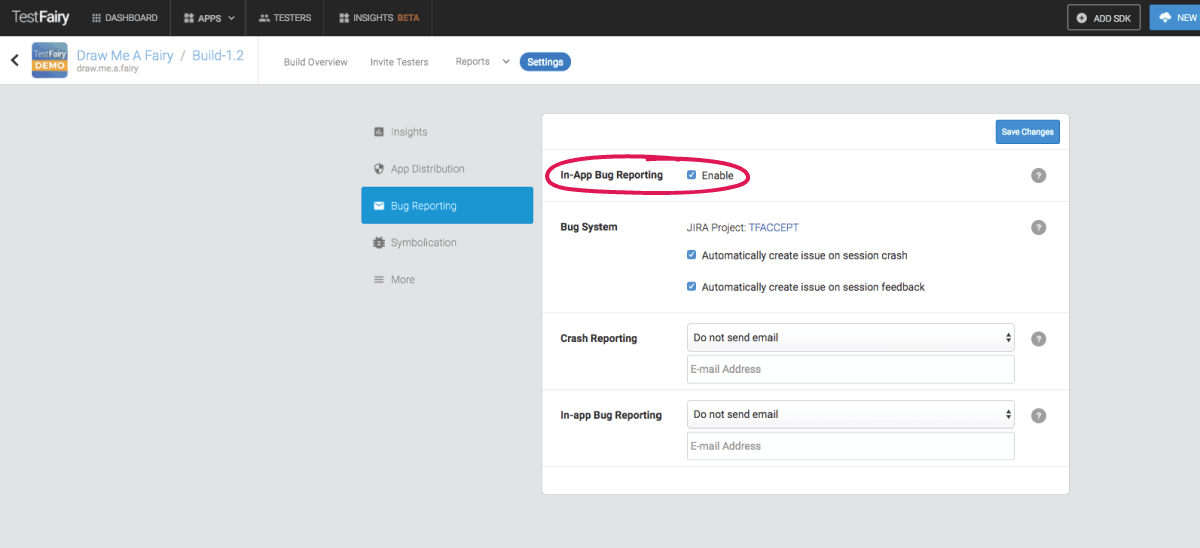 TestFairy DASHBOARD APPS TESTERS INSIGHTS BETA ADD SDK NEW
TestFairy DEMO
Draw Me A Fairy / Build-1.2
draw.me.a.fairy
Build Overview Invite Testers Reports Settings
Insights
App Distribution
Bug Reporting
Symbolication
More
Save Changes
In-App Bug Reporting Enable ?
Bug System JIRA Project: TFACCEPT ?
Automatically create issue on session crash
Automatically create issue on session feedback
Crash Reporting Do not send email ?
E-mail Address
In-app Bug Reporting Do not send email ?
E-mail Address